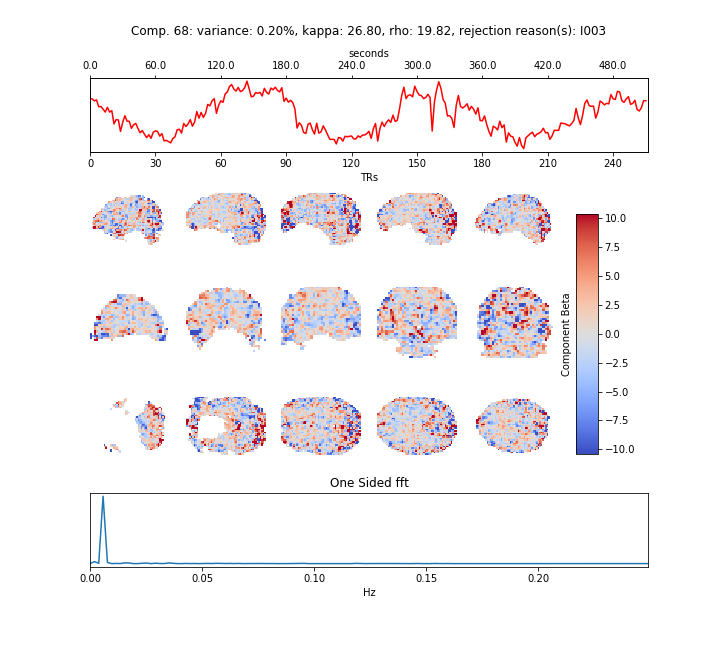 Comp. 68: variance: 0.20%, kappa: 26.80, rho: 19.82, rejection reason(s): I003
seconds
0.0 60.0 120.0 180.0 240.0 300.0 360.0 420.0 480.0
0 30 60 90 120 150 180 210 240
TRs
10.0
7.5
5.0
2.5
0.0
−2.5
−5.0
−7.5
−10.0
Component Beta
One Sided fft
0.00 0.05 0.10 0.15 0.20
Hz